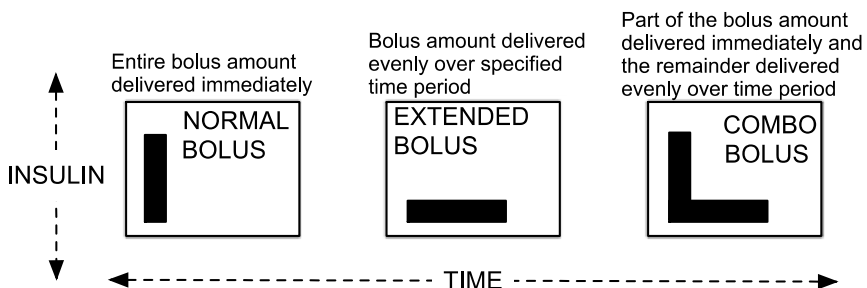 Entire bolus amount
delivered immediately
Bolus amount delivered
evenly over specified
time period
Part of the bolus amount
delivered immediately and
the remainder delivered
evenly over time period
INSULIN
NORMAL
BOLUS
EXTENDED
BOLUS
COMBO
BOLUS
TIME